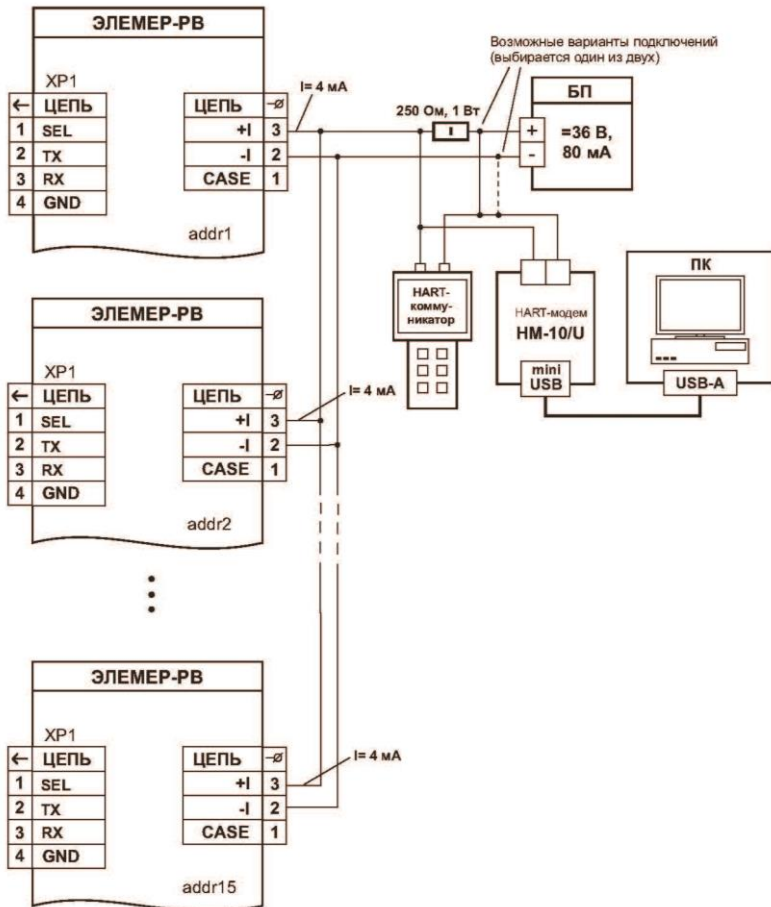 ЭЛЕМЕР-РВ
XP1
← ЦЕПЬ
1 SEL
2 TX
3 RX
4 GND
ЦЕПЬ
+I 3
-I 2
CASE 1
addr1
I= 4 мА
250 Ом, 1 Вт
Возможные варианты подключений
(выбирается один из двух)
БП
+
-
=36 В,
80 мА
HART-
комму-
никатор
HART-модем
HM-10/U
mini
USB
ПК
USB-A
ЭЛЕМЕР-РВ
XP1
← ЦЕПЬ
1 SEL
2 TX
3 RX
4 GND
ЦЕПЬ
+I 3
-I 2
CASE 1
addr2
I= 4 мА
ЭЛЕМЕР-РВ
XP1
← ЦЕПЬ
1 SEL
2 TX
3 RX
4 GND
ЦЕПЬ
+I 3
-I 2
CASE 1
addr15
I= 4 мА